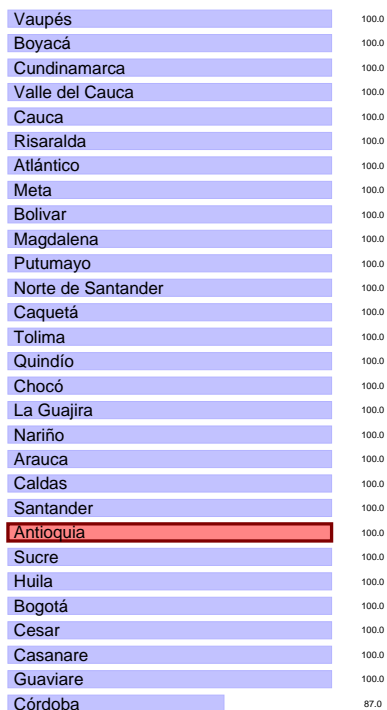 Vaupés 100.0
Boyacá 100.0
Cundinamarca 100.0
Valle del Cauca 100.0
Cauca 100.0
Risaralda 100.0
Atlántico 100.0
Meta 100.0
Bolivar 100.0
Magdalena 100.0
Putumayo 100.0
Norte de Santander 100.0
Caquetá 100.0
Tolima 100.0
Quindío 100.0
Chocó 100.0
La Guajira 100.0
Nariño 100.0
Arauca 100.0
Caldas 100.0
Santander 100.0
Antioquia 100.0
Sucre 100.0
Huila 100.0
Bogotá 100.0
Cesar 100.0
Casanare 100.0
Guaviare 100.0
Córdoba 87.0